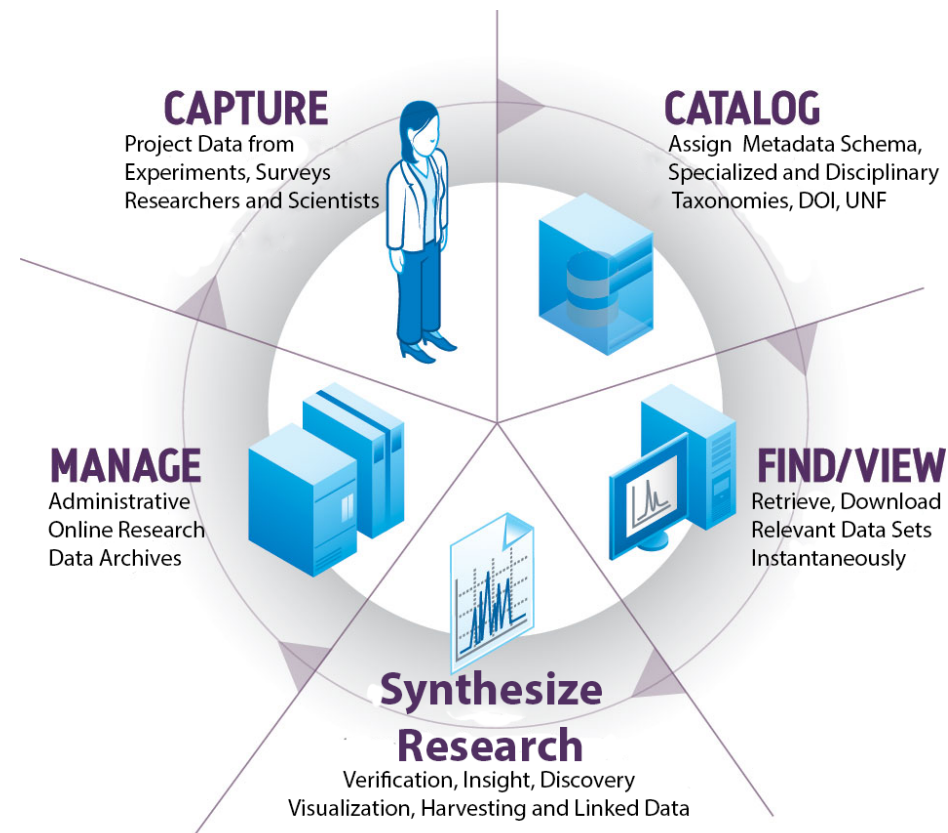 CAPTURE
Project Data from
Experiments, Surveys
Researchers and Scientists
CATALOG
Assign Metadata Schema,
Specialized and Disciplinary
Taxonomies, DOI, UNF
FIND/VIEW
Retrieve, Download
Relevant Data Sets
Instantaneously
Synthesize
Research
Verification, Insight, Discovery
Visualization, Harvesting and Linked Data
MANAGE
Administrative
Online Research
Data Archives